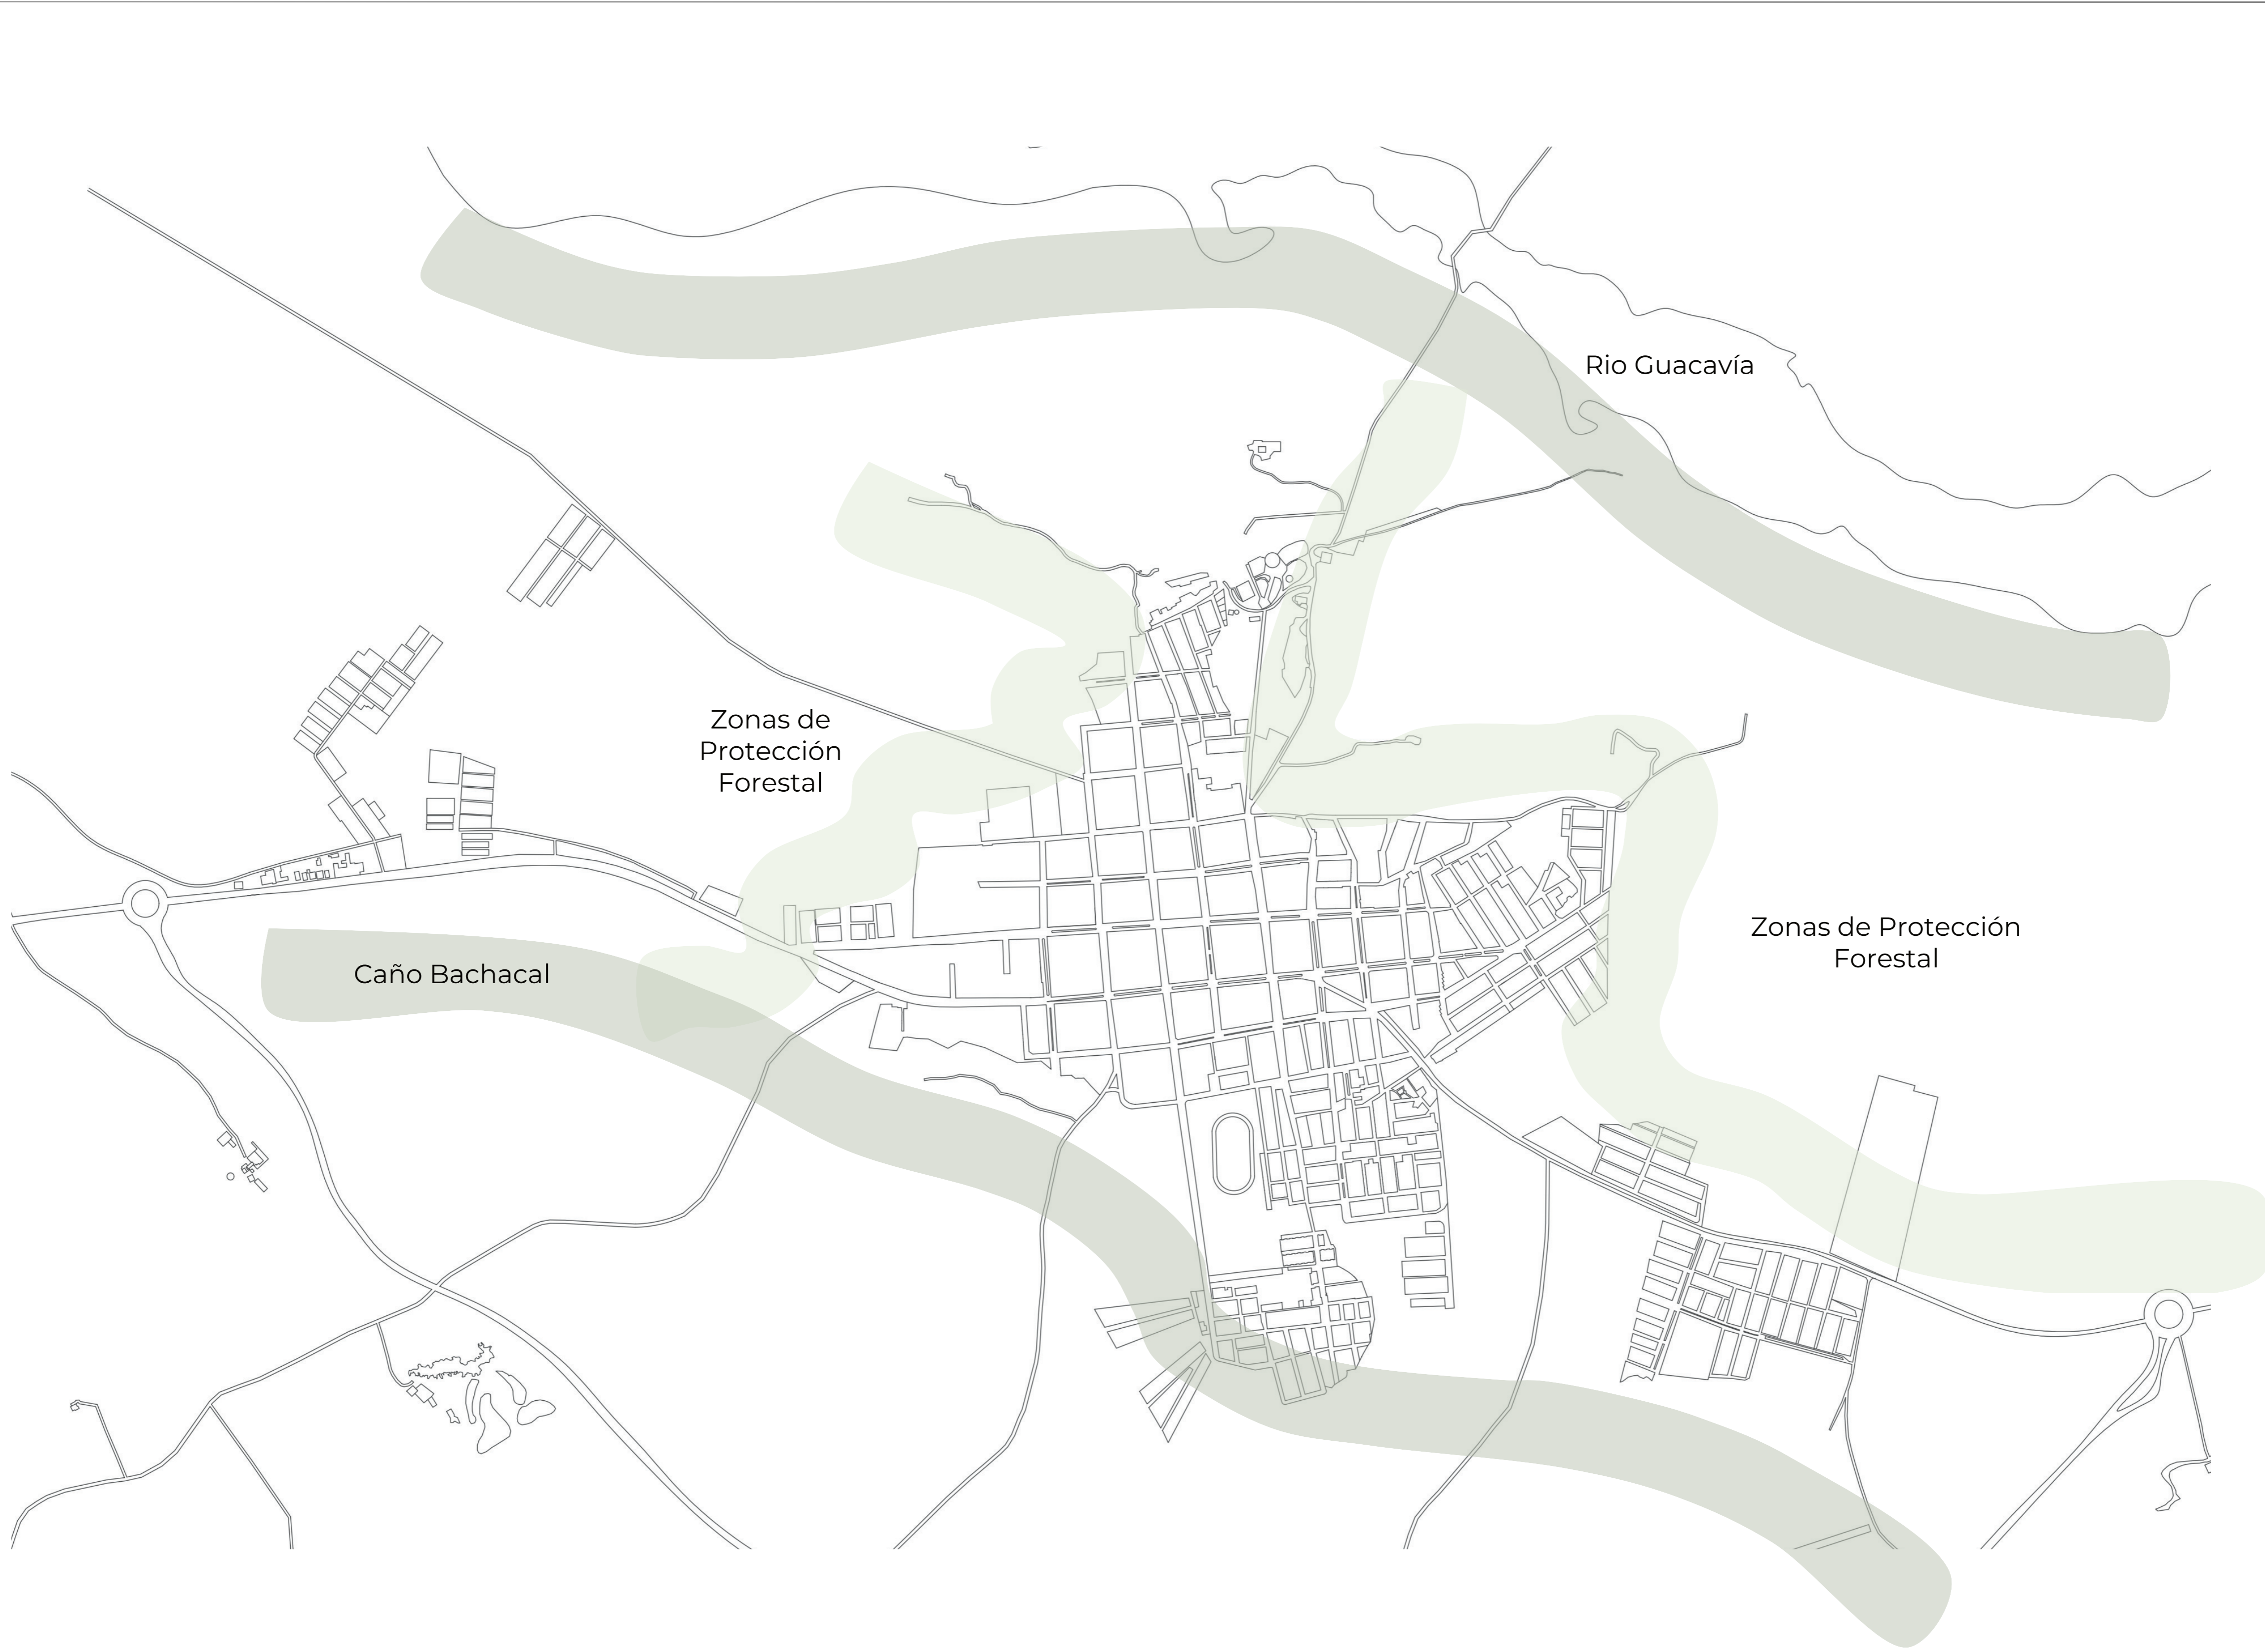 Rio Guacavía
Zonas de
Protección
Forestal
Zonas de Protección
Forestal
Caño Bachacal